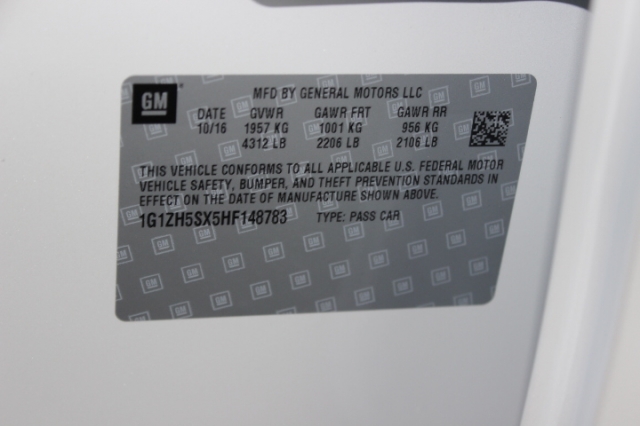 GM
MFD BY GENERAL MOTORS LLC
DATE GVWR GAWR FRT GAWR RR
10/16 1957 KG 1001 KG 956 KG
4312 LB 2206 LB 2106 LB
THIS VEHICLE CONFORMS TO ALL APPLICABLE U.S. FEDERAL MOTOR
VEHICLE SAFETY, BUMPER, AND THEFT PREVENTION STANDARDS IN
EFFECT ON THE DATE OF MANUFACTURE SHOWN ABOVE.
1G1ZH5SX5HF148783 TYPE: PASS CAR